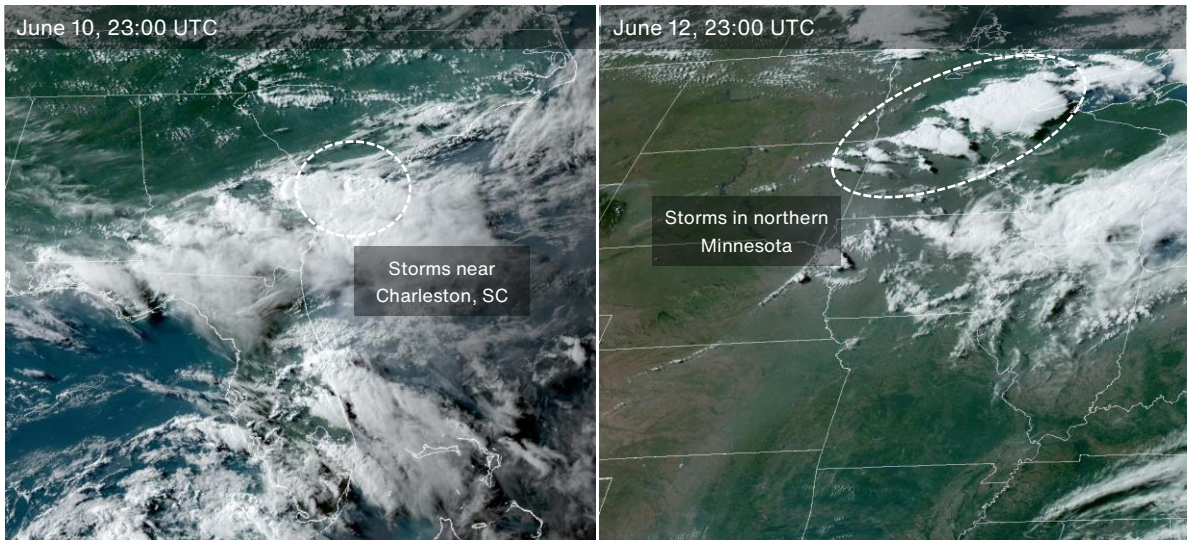 June 10, 23:00 UTC
Storms near
Charleston, SC
June 12, 23:00 UTC
Storms in northern
Minnesota